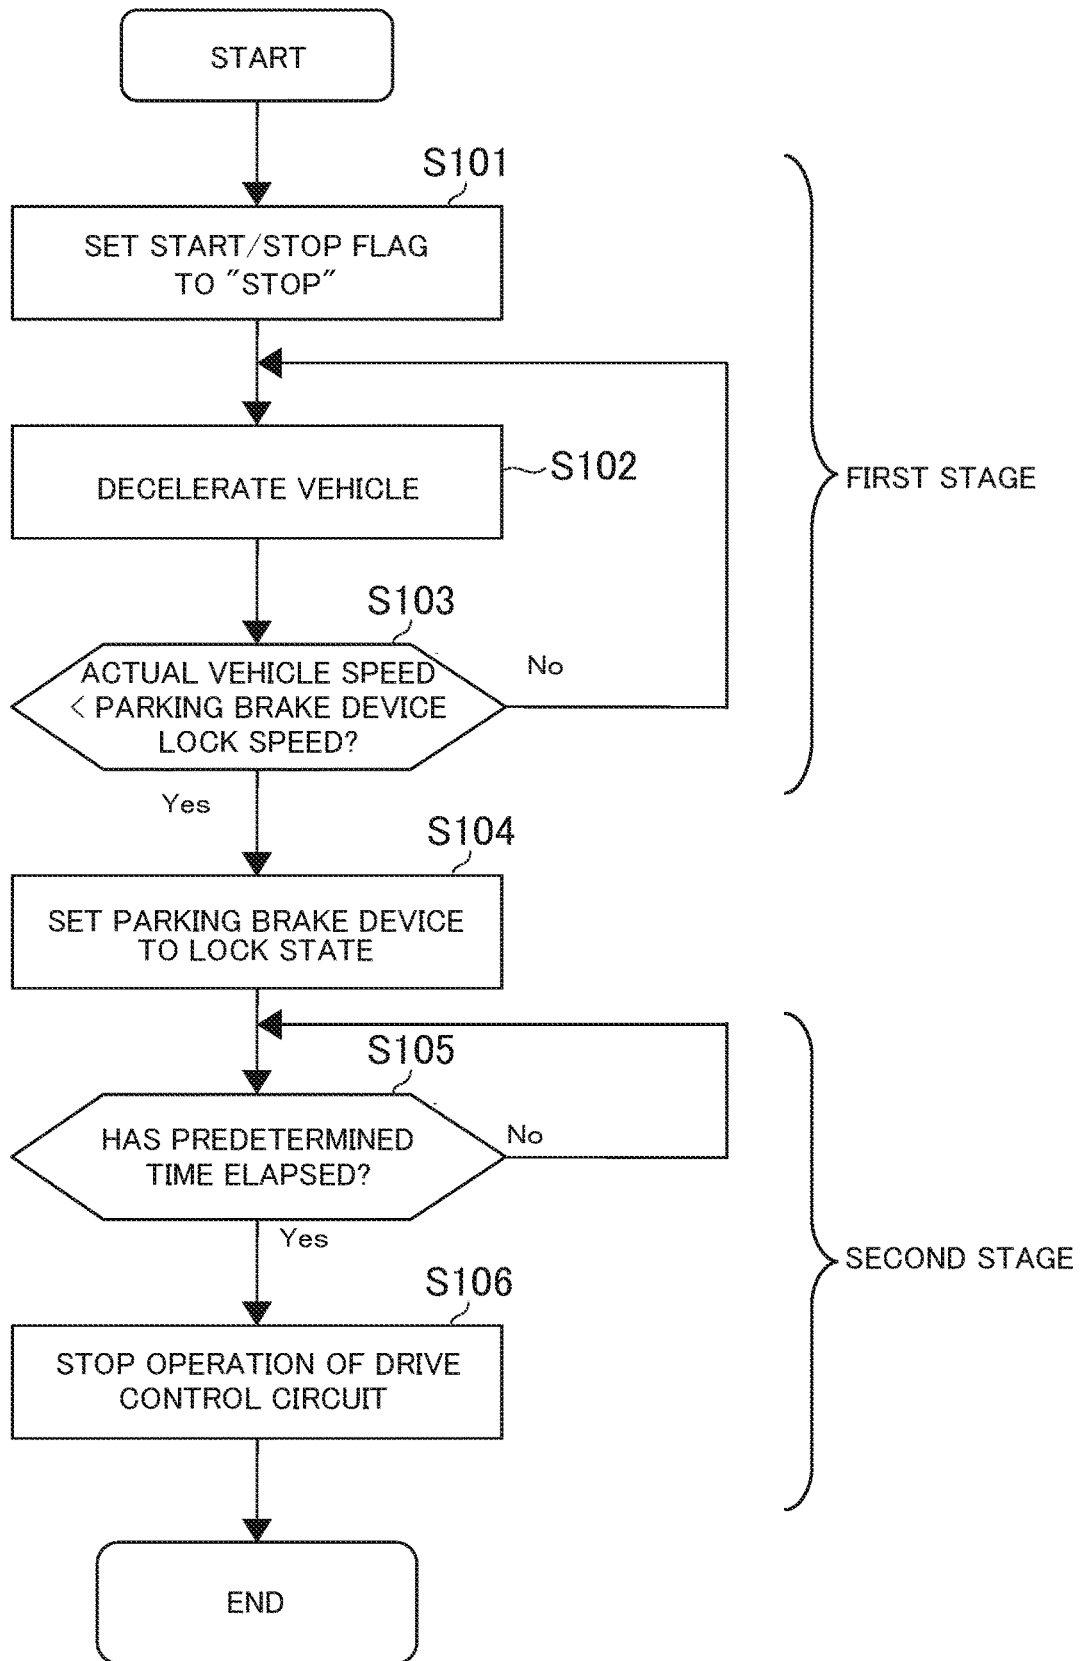 START
S101
SET START/STOP FLAG
TO "STOP"
S102
DECELERATE VEHICLE
FIRST STAGE
S103
ACTUAL VEHICLE SPEED
< PARKING BRAKE DEVICE
LOCK SPEED?
No
Yes
S104
SET PARKING BRAKE DEVICE
TO LOCK STATE
S105
HAS PREDETERMINED
TIME ELAPSED?
No
Yes
SECOND STAGE
S106
STOP OPERATION OF DRIVE
CONTROL CIRCUIT
END